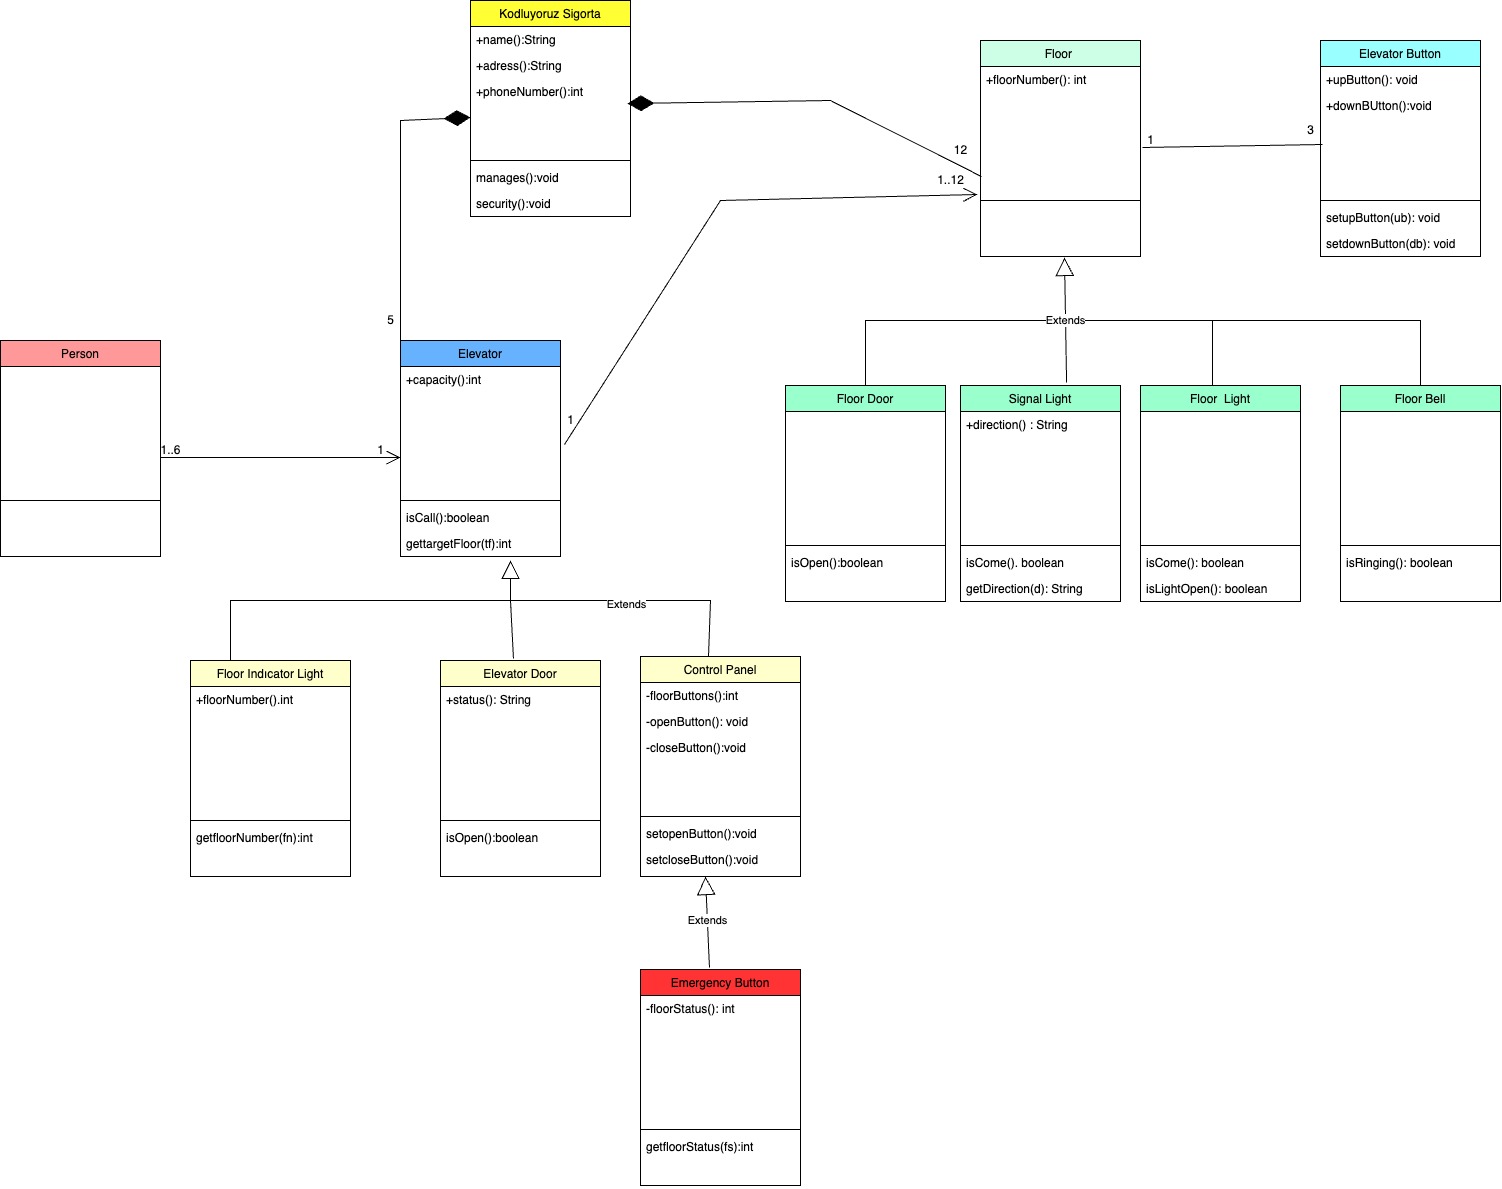 Kodluyoruz Sigorta
+name():String
+adress():String
+phoneNumber():int
manages():void
security():void
Floor
+floorNumber(): int
Elevator Button
+upButton(): void
+downBUtton():void
setupButton(ub): void
setdownButton(db): void
12
1..12
1
3
5
1
Person
1..6
1
Elevator
+capacity():int
isCall():boolean
gettargetFloor(tf):int
Extends
Floor Door
isOpen():boolean
Signal Light
+direction() : String
isCome(). boolean
getDirection(d): String
Floor  Light
isCome(): boolean
isLightOpen(): boolean
Floor Bell
isRinging(): boolean
Extends
Floor Indıcator Light
+floorNumber().int
getfloorNumber(fn):int
Elevator Door
+status(): String
isOpen():boolean
Control Panel
-floorButtons():int
-openButton(): void
-closeButton():void
setopenButton():void
setcloseButton():void
Extends
Emergency Button
-floorStatus(): int
getfloorStatus(fs):int